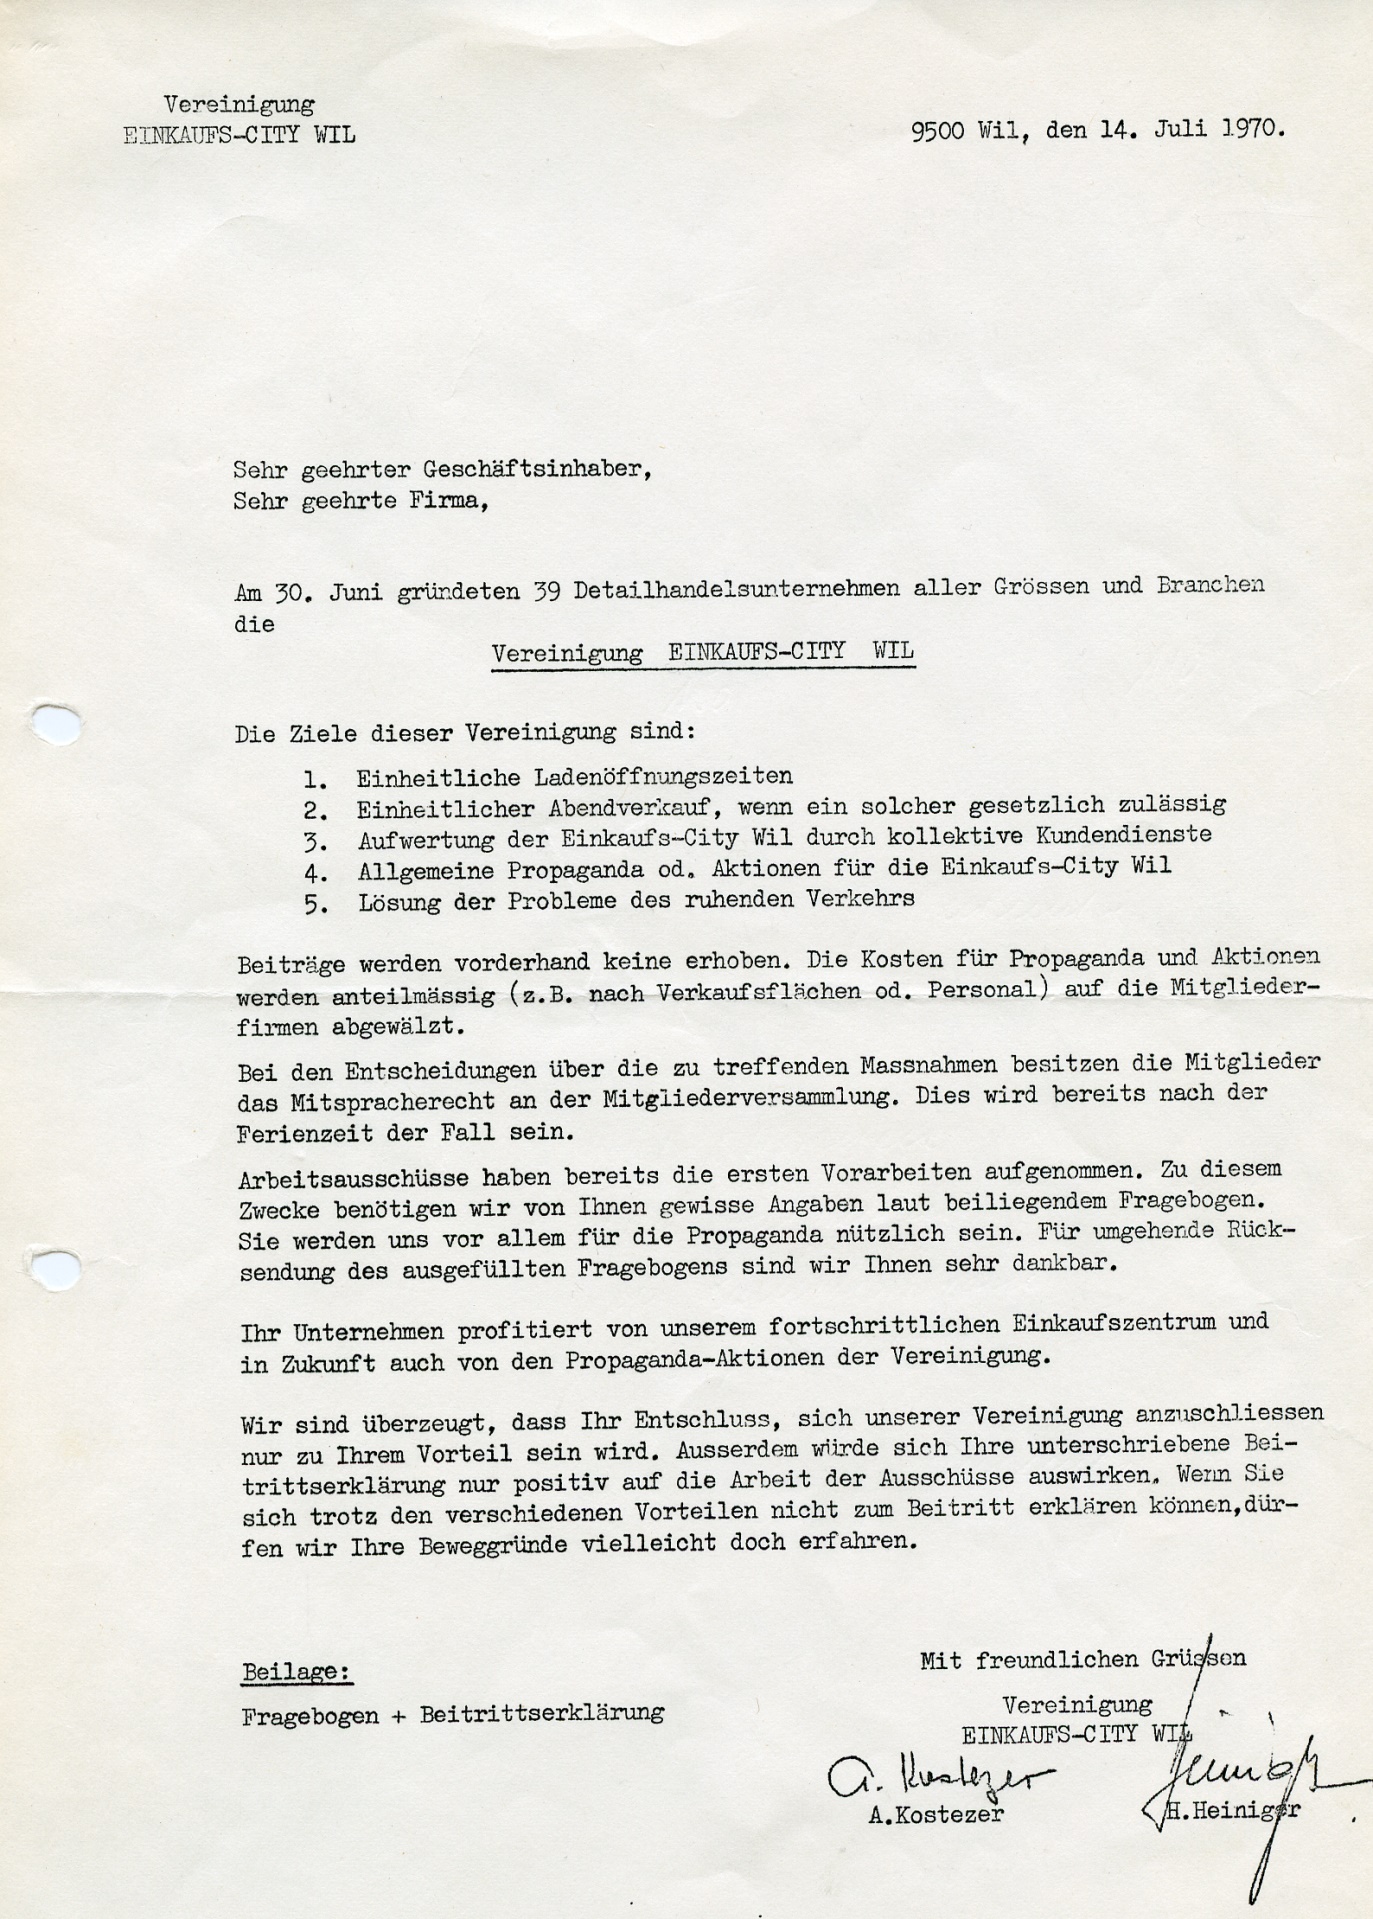 Vereinigung
EINKAUFS-CITY WIL
9500 Wil, den 14. Juli 1970.
Sehr geehrter Geschäftsinhaber,
Sehr geehrte Firma,
Am 30. Juni gründeten 39 Detailhandelsunternehmen aller Grössen und Branchen
die
Vereinigung EINKAUFS-CITY WIL
Die Ziele dieser Vereinigung sind:
1. Einheitliche Ladenöffnungszeiten
2. Einheitlicher Abendverkauf, wenn ein solcher gesetzlich zulässig
3. Aufwertung der Einkaufs-City Wil durch kollektive Kundendienste
4. Allgemeine Propaganda od. Aktionen für die Einkaufs-City Wil
5. Lösung der Probleme des ruhenden Verkehrs
Beiträge werden vorderhand keine erhoben. Die Kosten für Propaganda und Aktionen
werden anteilmässig (z.B. nach Verkaufsflächen od. Personal) auf die Mitglieder-
firmen abgewälzt.
Bei den Entscheidungen über die zu treffenden Massnahmen besitzen die Mitglieder
das Mitspracherecht an der Mitgliederversammlung. Dies wird bereits nach der
Ferienzeit der Fall sein.
Arbeitsausschüsse haben bereits die ersten Vorarbeiten aufgenommen. Zu diesem
Zwecke benötigen wir von Ihnen gewisse Angaben laut beiliegendem Fragebogen.
Sie werden uns vor allem für die Propaganda nützlich sein. Für umgehende Rück-
sendung des ausgefüllten Fragebogens sind wir Ihnen sehr dankbar.
Ihr Unternehmen profitiert von unserem fortschrittlichen Einkaufszentrum und
in Zukunft auch von den Propaganda-Aktionen der Vereinigung.
Wir sind überzeugt, dass Ihr Entschluss, sich unserer Vereinigung anzuschliessen
nur zu Ihrem Vorteil sein wird. Ausserdem würde sich Ihre unterschriebene Bei-
trittserklärung nur positiv auf die Arbeit der Ausschüsse auswirken. Wenn Sie
sich trotz den verschiedenen Vorteilen nicht zum Beitritt erklären können,dür-
fen wir Ihre Beweggründe vielleicht doch erfahren.
Beilage:
Fragebogen + Beitrittserklärung
Mit freundlichen Grüssen
Vereinigung
EINKAUFS-CITY WIL
A. Kostezer Heiniger
A.Kostezer H.Heiniger